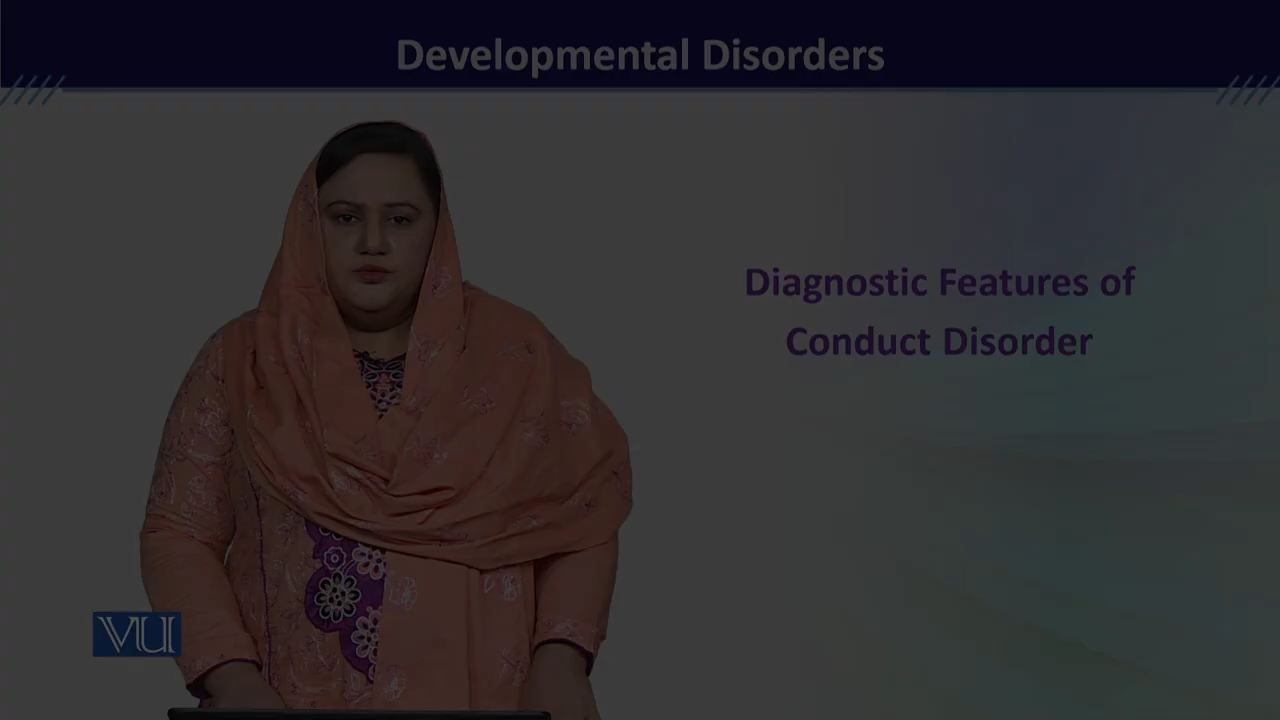 Developmental Disorders
Diagnostic Features of
Conduct Disorder
VU